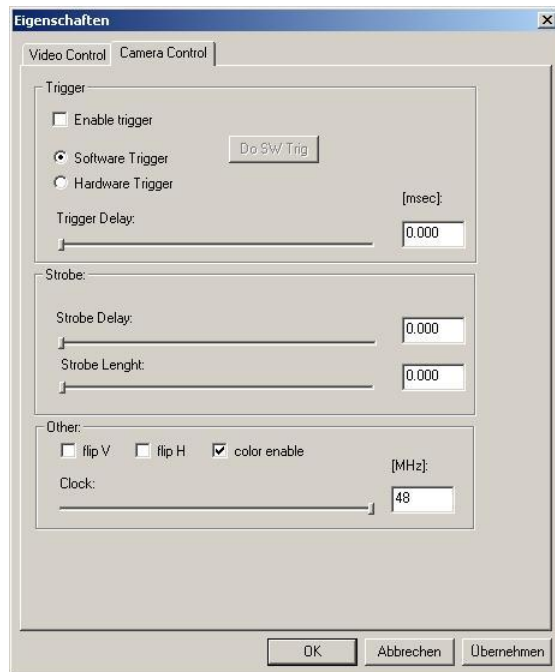 Eigenschaften
Video Control Camera Control
Trigger
Enable trigger
Do SW Trig
Software Trigger
Hardware Trigger
[msec]:
Trigger Delay:
0.000
Strobe:
Strobe Delay:
0.000
Strobe Lenght:
0.000
Other:
flip V flip H color enable
[MHz]:
Clock:
48
OK Abbrechen Übernehmen